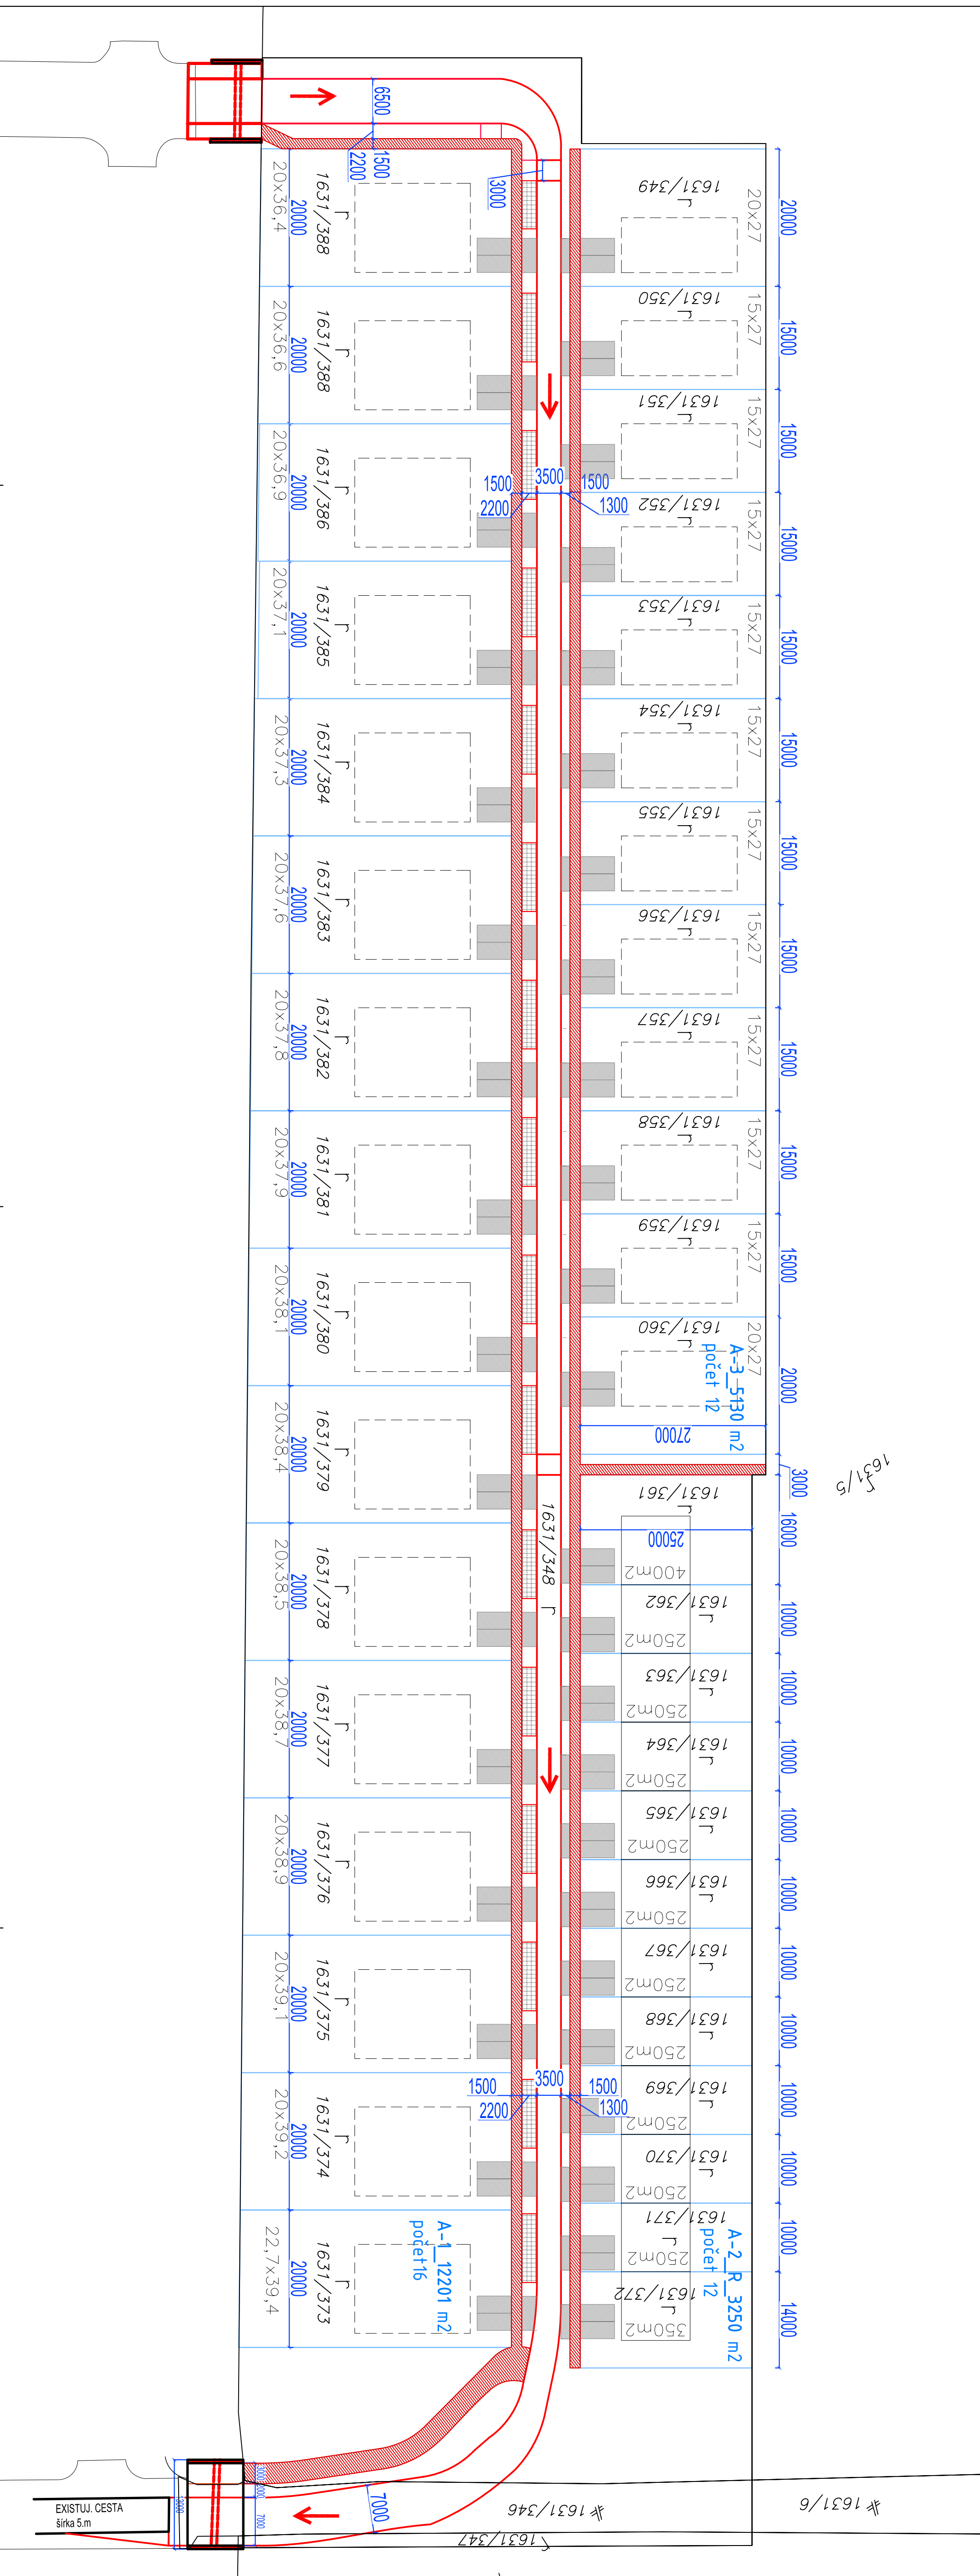 6500
1500
2200
3000
20x36,4
20000
1631/388
1631/349
20x27
20000
20x36,6
20000
1631/388
1631/350
15x27
15000
1631/351
15x27
15000
20x36,9
20000
1631/386
1500
3500
1500
2200
1300
1631/352
15x27
15000
20x37,1
20000
1631/385
1631/353
15x27
15000
20x37,3
20000
1631/384
1631/354
15x27
15000
1631/355
15x27
15000
20x37,6
20000
1631/383
1631/356
15x27
15000
20x37,8
20000
1631/382
1631/357
15x27
15000
20x37,9
20000
1631/381
1631/358
15x27
15000
1631/359
15x27
15000
20x38,1
20000
1631/380
1631/360
20x27
20000
A-3_5130 m2
počet 12
27000
20x38,4
20000
1631/379
3000
1631/5
1631/361
16000
25000
400m2
1631/348
20x38,5
20000
1631/378
1631/362
250m2
10000
20x38,7
20000
1631/377
1631/363
250m2
10000
1631/364
250m2
10000
20x38,9
20000
1631/376
1631/365
250m2
10000
1631/366
250m2
10000
20x39,1
20000
1631/375
1631/367
250m2
10000
1631/368
250m2
10000
20x39,2
20000
1631/374
1500
3500
1500
2200
1300
1631/369
250m2
10000
1631/370
250m2
10000
22,7x39,4
20000
1631/373
A-1_12201 m2
počet16
1631/371
250m2
10000
A-2_R_3250 m2
počet 12
1631/372
350m2
14000
EXISTUJ. CESTA
šírka 5.m
3000
7000
7000
1631/346
1631/347
1631/6